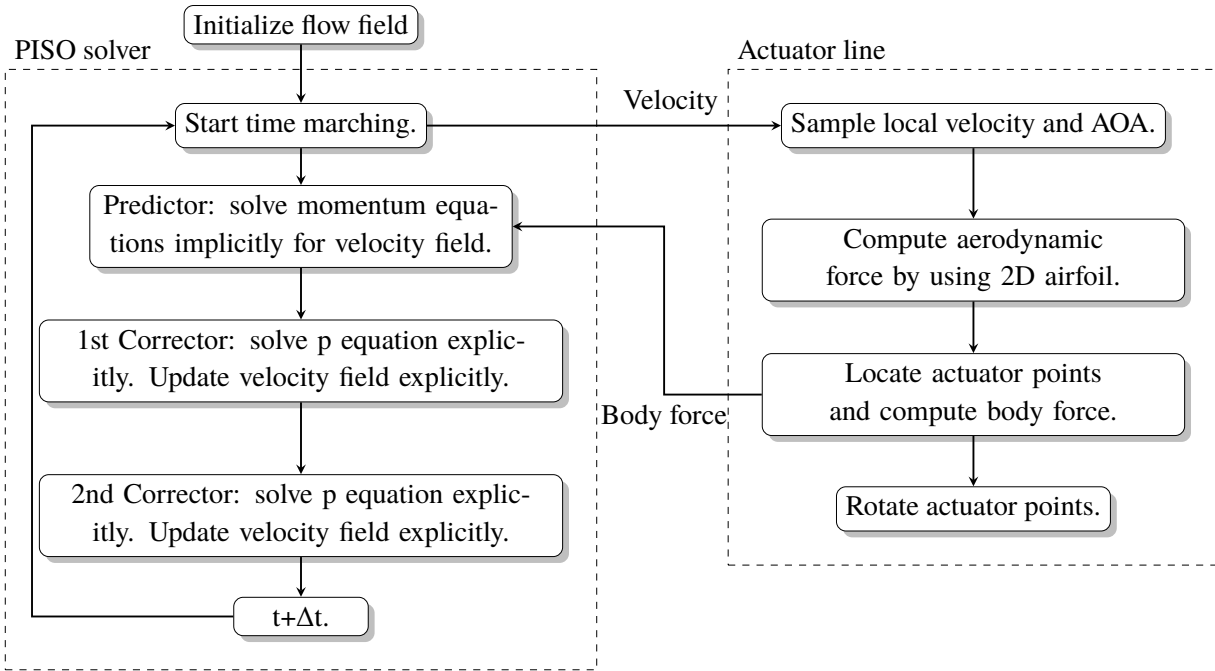 Initialize flow field
PISO solver
Start time marching.
Predictor: solve momentum equa-
tions implicitly for velocity field.
1st Corrector: solve p equation explic-
itly. Update velocity field explicitly.
2nd Corrector: solve p equation explic-
itly. Update velocity field explicitly.
t+Δt.
Velocity
Body force
Actuator line
Sample local velocity and AOA.
Compute aerodynamic
force by using 2D airfoil.
Locate actuator points
and compute body force.
Rotate actuator points.